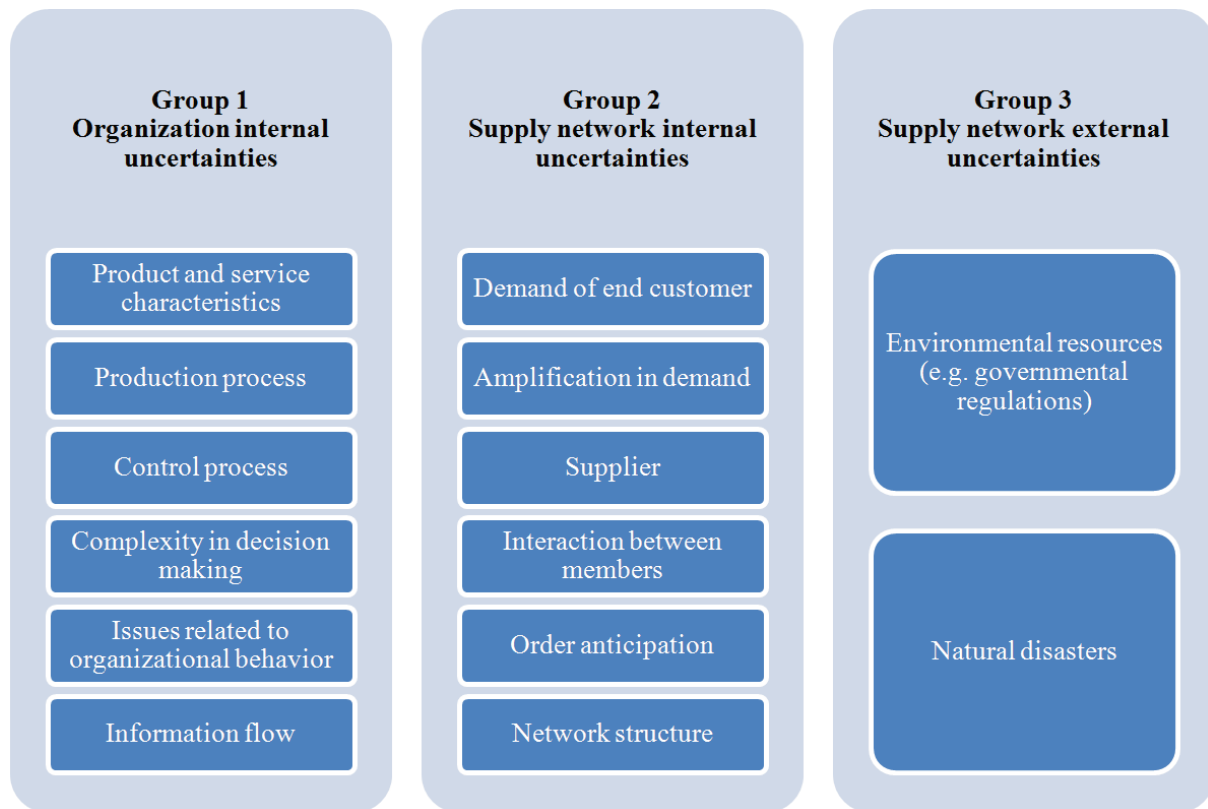 Group 1
Organization internal
uncertainties
Product and service
characteristics
Production process
Control process
Complexity in decision
making
Issues related to
organizational behavior
Information flow
Group 2
Supply network internal
uncertainties
Demand of end customer
Amplification in demand
Supplier
Interaction between
members
Order anticipation
Network structure
Group 3
Supply network external
uncertainties
Environmental resources
(e.g. governmental
regulations)
Natural disasters